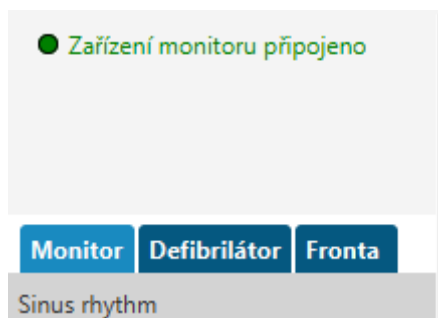 Zařízení monitoru připojeno
Monitor Defibrilátor Fronta
Sinus rhythm